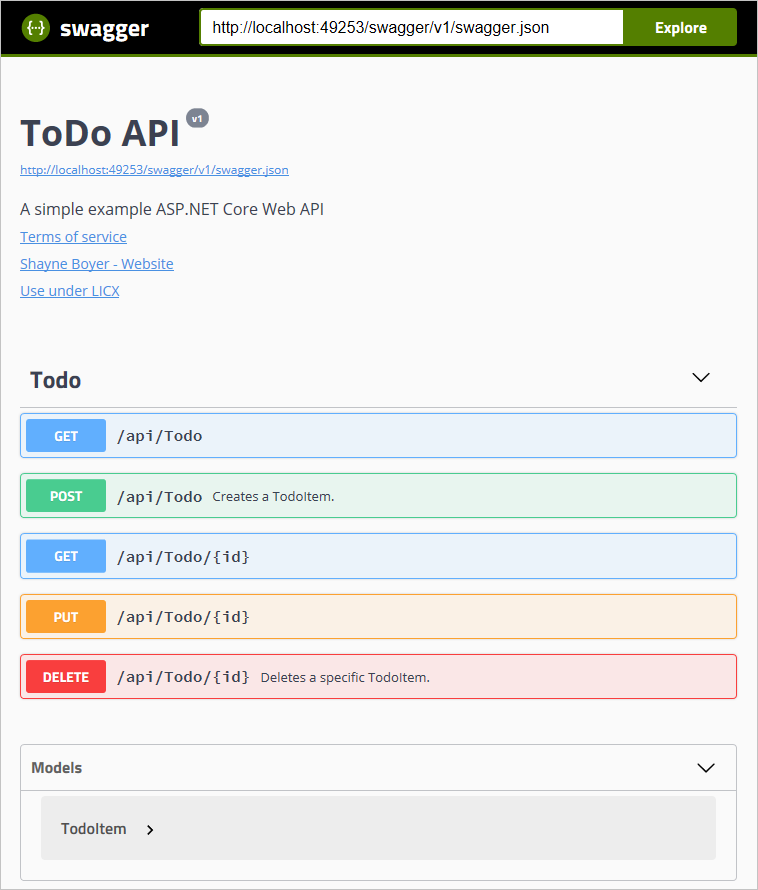 {···} swagger http://localhost:49253/swagger/v1/swagger.json Explore
ToDo API v1
http://localhost:49253/swagger/v1/swagger.json
A simple example ASP.NET Core Web API
Terms of service
Shayne Boyer - Website
Use under LICX
Todo
GET /api/Todo
POST /api/Todo Creates a TodoItem.
GET /api/Todo/{id}
PUT /api/Todo/{id}
DELETE /api/Todo/{id} Deletes a specific TodoItem.
Models
TodoItem